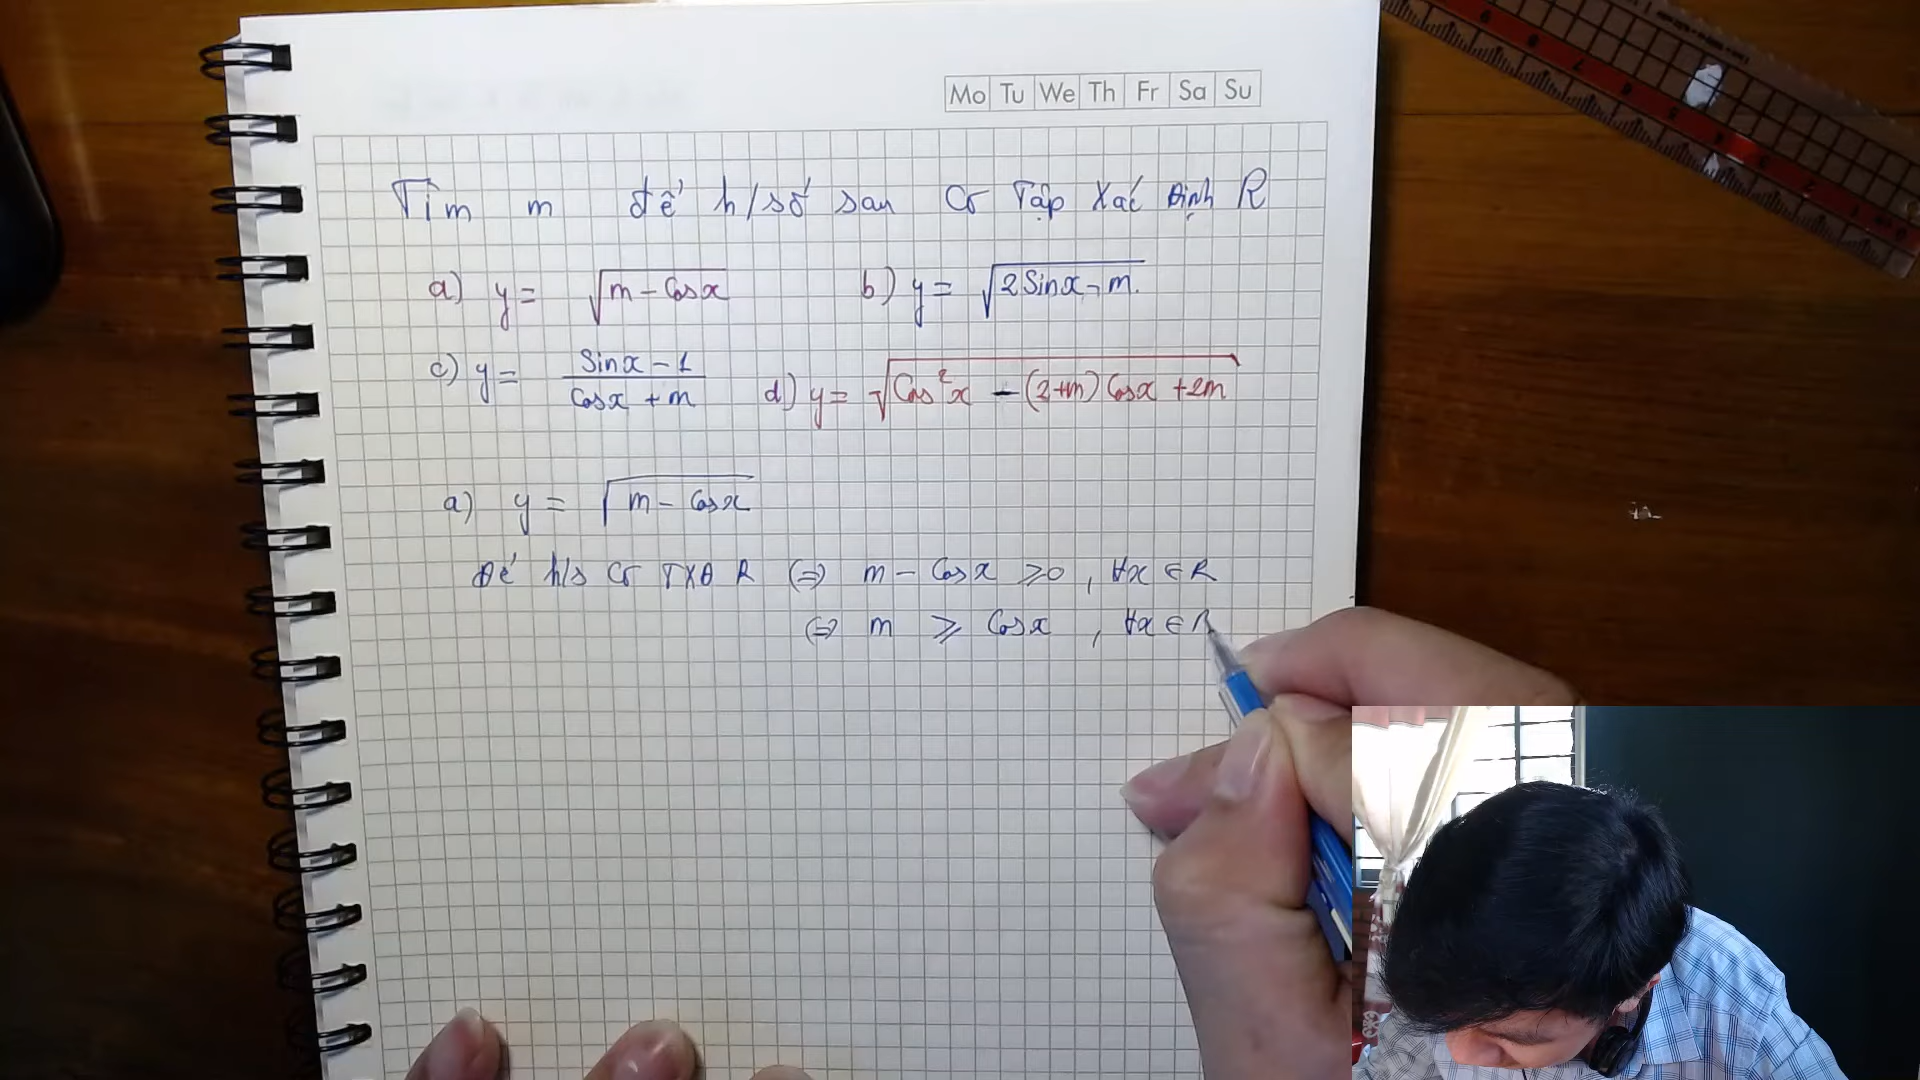 Mo Tu We Th Fr Sa Su
Tìm m để h/số sau có Tập Xác Định R
a) y = √(m - Cosx) b) y = √(2Sinx - m)
c) y = (Sinx - 1)/(Cosx + m) d) y = √(Cos²x - (2+m)Cosx + 2m)
a) y = √(m - Cosx)
Để h/s có TXĐ R ⇔ m - Cosx ≥ 0, ∀x ∈ R
⇔ m ≥ Cosx, ∀x ∈ R